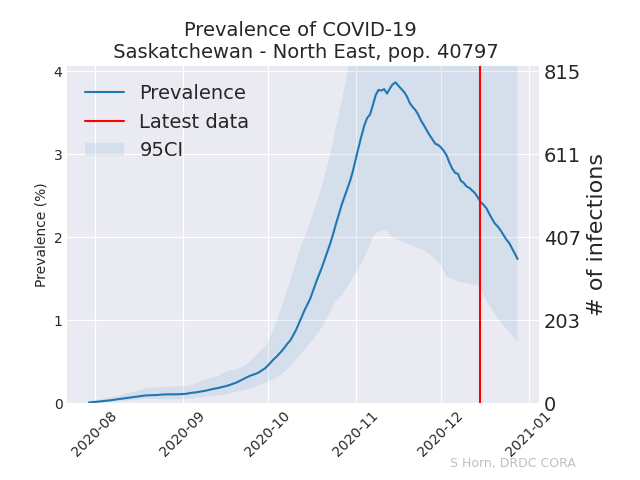 Prevalence of COVID-19
Saskatchewan - North East, pop. 40797
Prevalence
Latest data
95CI
Prevalence (%)
4
3
2
1
0
815
611
407
203
0
# of infections
2020-08
2020-09
2020-10
2020-11
2020-12
2021-01
S Horn, DRDC CORA